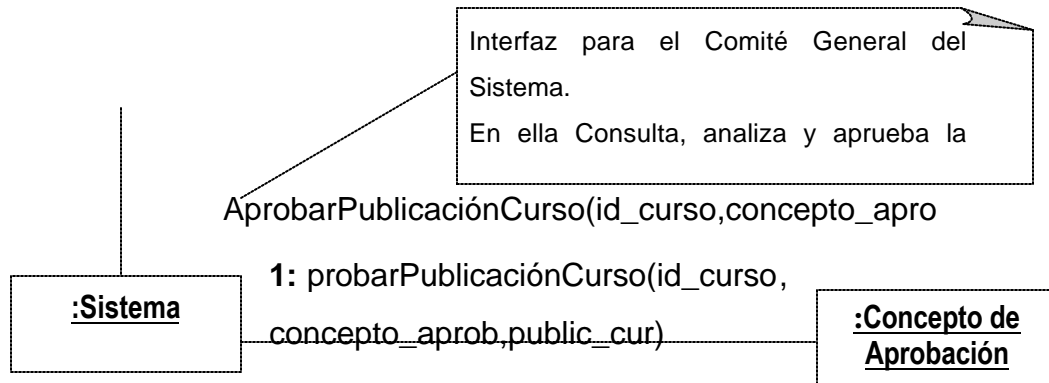 Interfaz para el Comité General del
Sistema.
En ella Consulta, analiza y aprueba la
AprobarPublicaciónCurso(id_curso,concepto_apro
1: probarPublicaciónCurso(id_curso,
concepto_aprob,public_cur)
:Sistema
:Concepto de
Aprobación